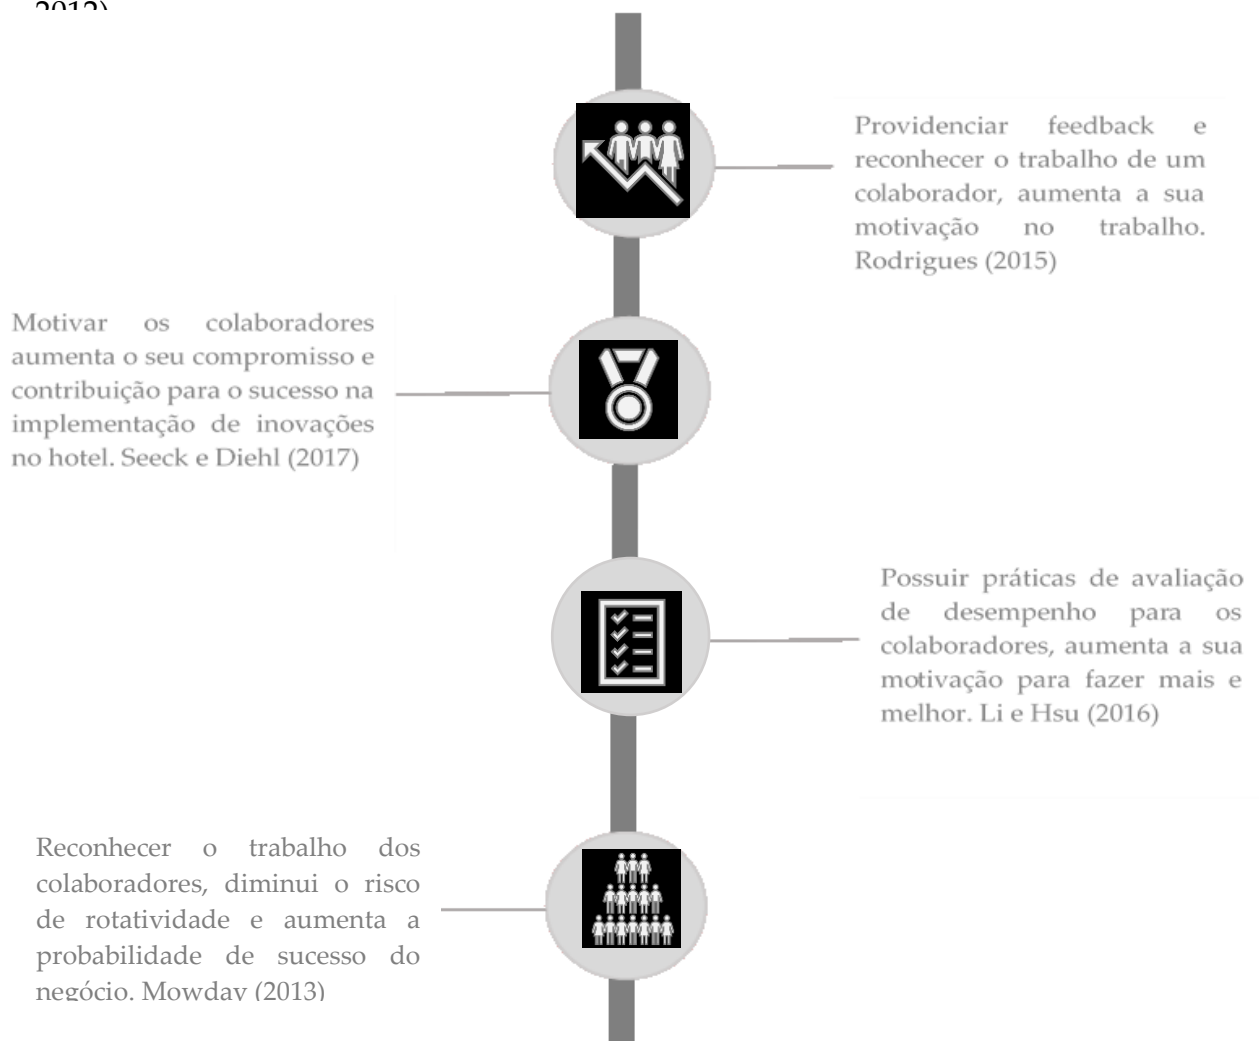 2012)
Providenciar feedback e
reconhecer o trabalho de um
colaborador, aumenta a sua
motivação no trabalho.
Rodrigues (2015)
Motivar os colaboradores
aumenta o seu compromisso e
contribuição para o sucesso na
implementação de inovações
no hotel. Seeck e Diehl (2017)
Possuir práticas de avaliação
de desempenho para os
colaboradores, aumenta a sua
motivação para fazer mais e
melhor. Li e Hsu (2016)
Reconhecer o trabalho dos
colaboradores, diminui o risco
de rotatividade e aumenta a
probabilidade de sucesso do
negócio. Mowday (2013)